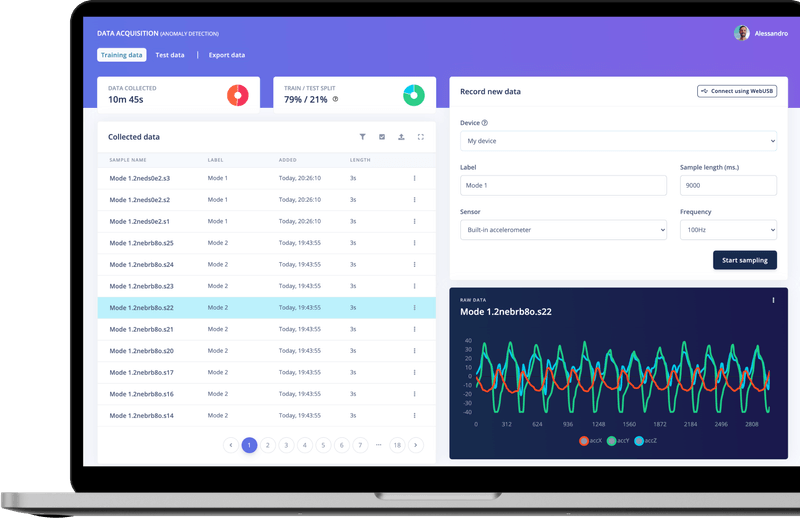 DATA ACQUISITION (ANOMALY DETECTION)
Alessandro
Training data Test data | Export data
DATA COLLECTED
10m 45s
TRAIN / TEST SPLIT
79% / 21%
Record new data
Connect using WebUSB
Device
My device
Label
Sample length (ms.)
Mode 1
9000
Sensor
Frequency
Built-in accelerometer
100Hz
Start sampling
Collected data
SAMPLE NAME LABEL ADDED LENGTH
Mode 1.2neds0e2.s3 Mode 1 Today, 20:26:10 3s
Mode 1.2neds0e2.s2 Mode 1 Today, 20:26:10 3s
Mode 1.2neds0e2.s1 Mode 1 Today, 20:26:10 3s
Mode 1.2nebrb8o.s25 Mode 2 Today, 19:43:55 3s
Mode 1.2nebrb8o.s24 Mode 2 Today, 19:43:55 3s
Mode 1.2nebrb8o.s23 Mode 2 Today, 19:43:55 3s
Mode 1.2nebrb8o.s22 Mode 2 Today, 19:43:55 3s
Mode 1.2nebrb8o.s21 Mode 2 Today, 19:43:55 3s
Mode 1.2nebrb8o.s20 Mode 2 Today, 19:43:55 3s
Mode 1.2nebrb8o.s17 Mode 2 Today, 19:43:55 3s
Mode 1.2nebrb8o.s16 Mode 2 Today, 19:43:55 3s
Mode 1.2nebrb8o.s14 Mode 2 Today, 19:43:55 3s
‹ 1 2 3 4 5 6 7 ··· 18 ›
RAW DATA
Mode 1.2nebrb8o.s22
40
30
20
10
0
-10
-20
-30
-40
0 312 624 936 1248 1560 1872 2184 2496 2808
accX accY accZ